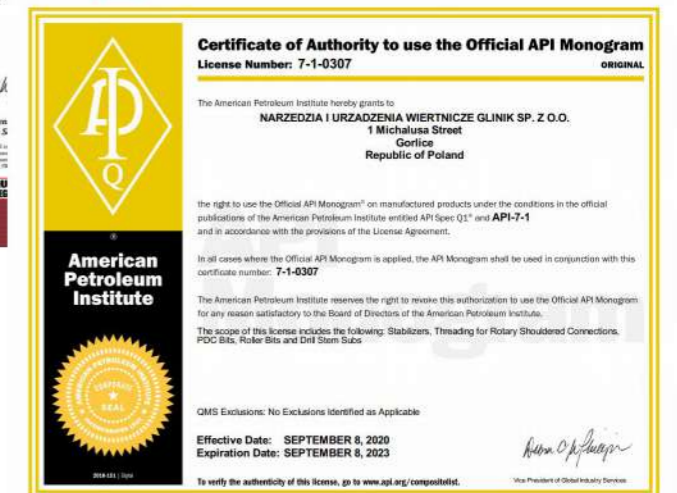 Certificate of Authority to use the Official API Monogram
License Number: 7-1-0307
ORIGINAL
The American Petroleum Institute hereby grants to
NARZEDZIA I URZADZENIA WIERTNICZE GLINIK SP. Z O.O.
1 Michalusa Street
Gorlice
Republic of Poland
the right to use the Official API Monogram® on manufactured products under the conditions in the official
publications of the American Petroleum Institute entitled API Spec Q1® and API-7-1
and in accordance with the provisions of the License Agreement.
In all cases where the Official API Monogram is applied, the API Monogram shall be used in conjunction with this
certificate number: 7-1-0307
The American Petroleum Institute reserves the right to revoke this authorization to use the Official API Monogram
for any reason satisfactory to the Board of Directors of the American Petroleum Institute.
The scope of this license includes the following: Stabilizers, Threading for Rotary Shouldered Connections,
PDC Bits, Roller Bits and Drill Stem Subs
QMS Exclusions: No Exclusions Identified as Applicable
Effective Date: SEPTEMBER 8, 2020
Expiration Date: SEPTEMBER 8, 2023
To verify the authenticity of this license, go to www.api.org/compositelist.
Vice President of Global Industry Services
API
Q
®
American
Petroleum
Institute
AMERICAN PETROLEUM INSTITUTE
CORPORATE
SEAL
2018-121 | Digital